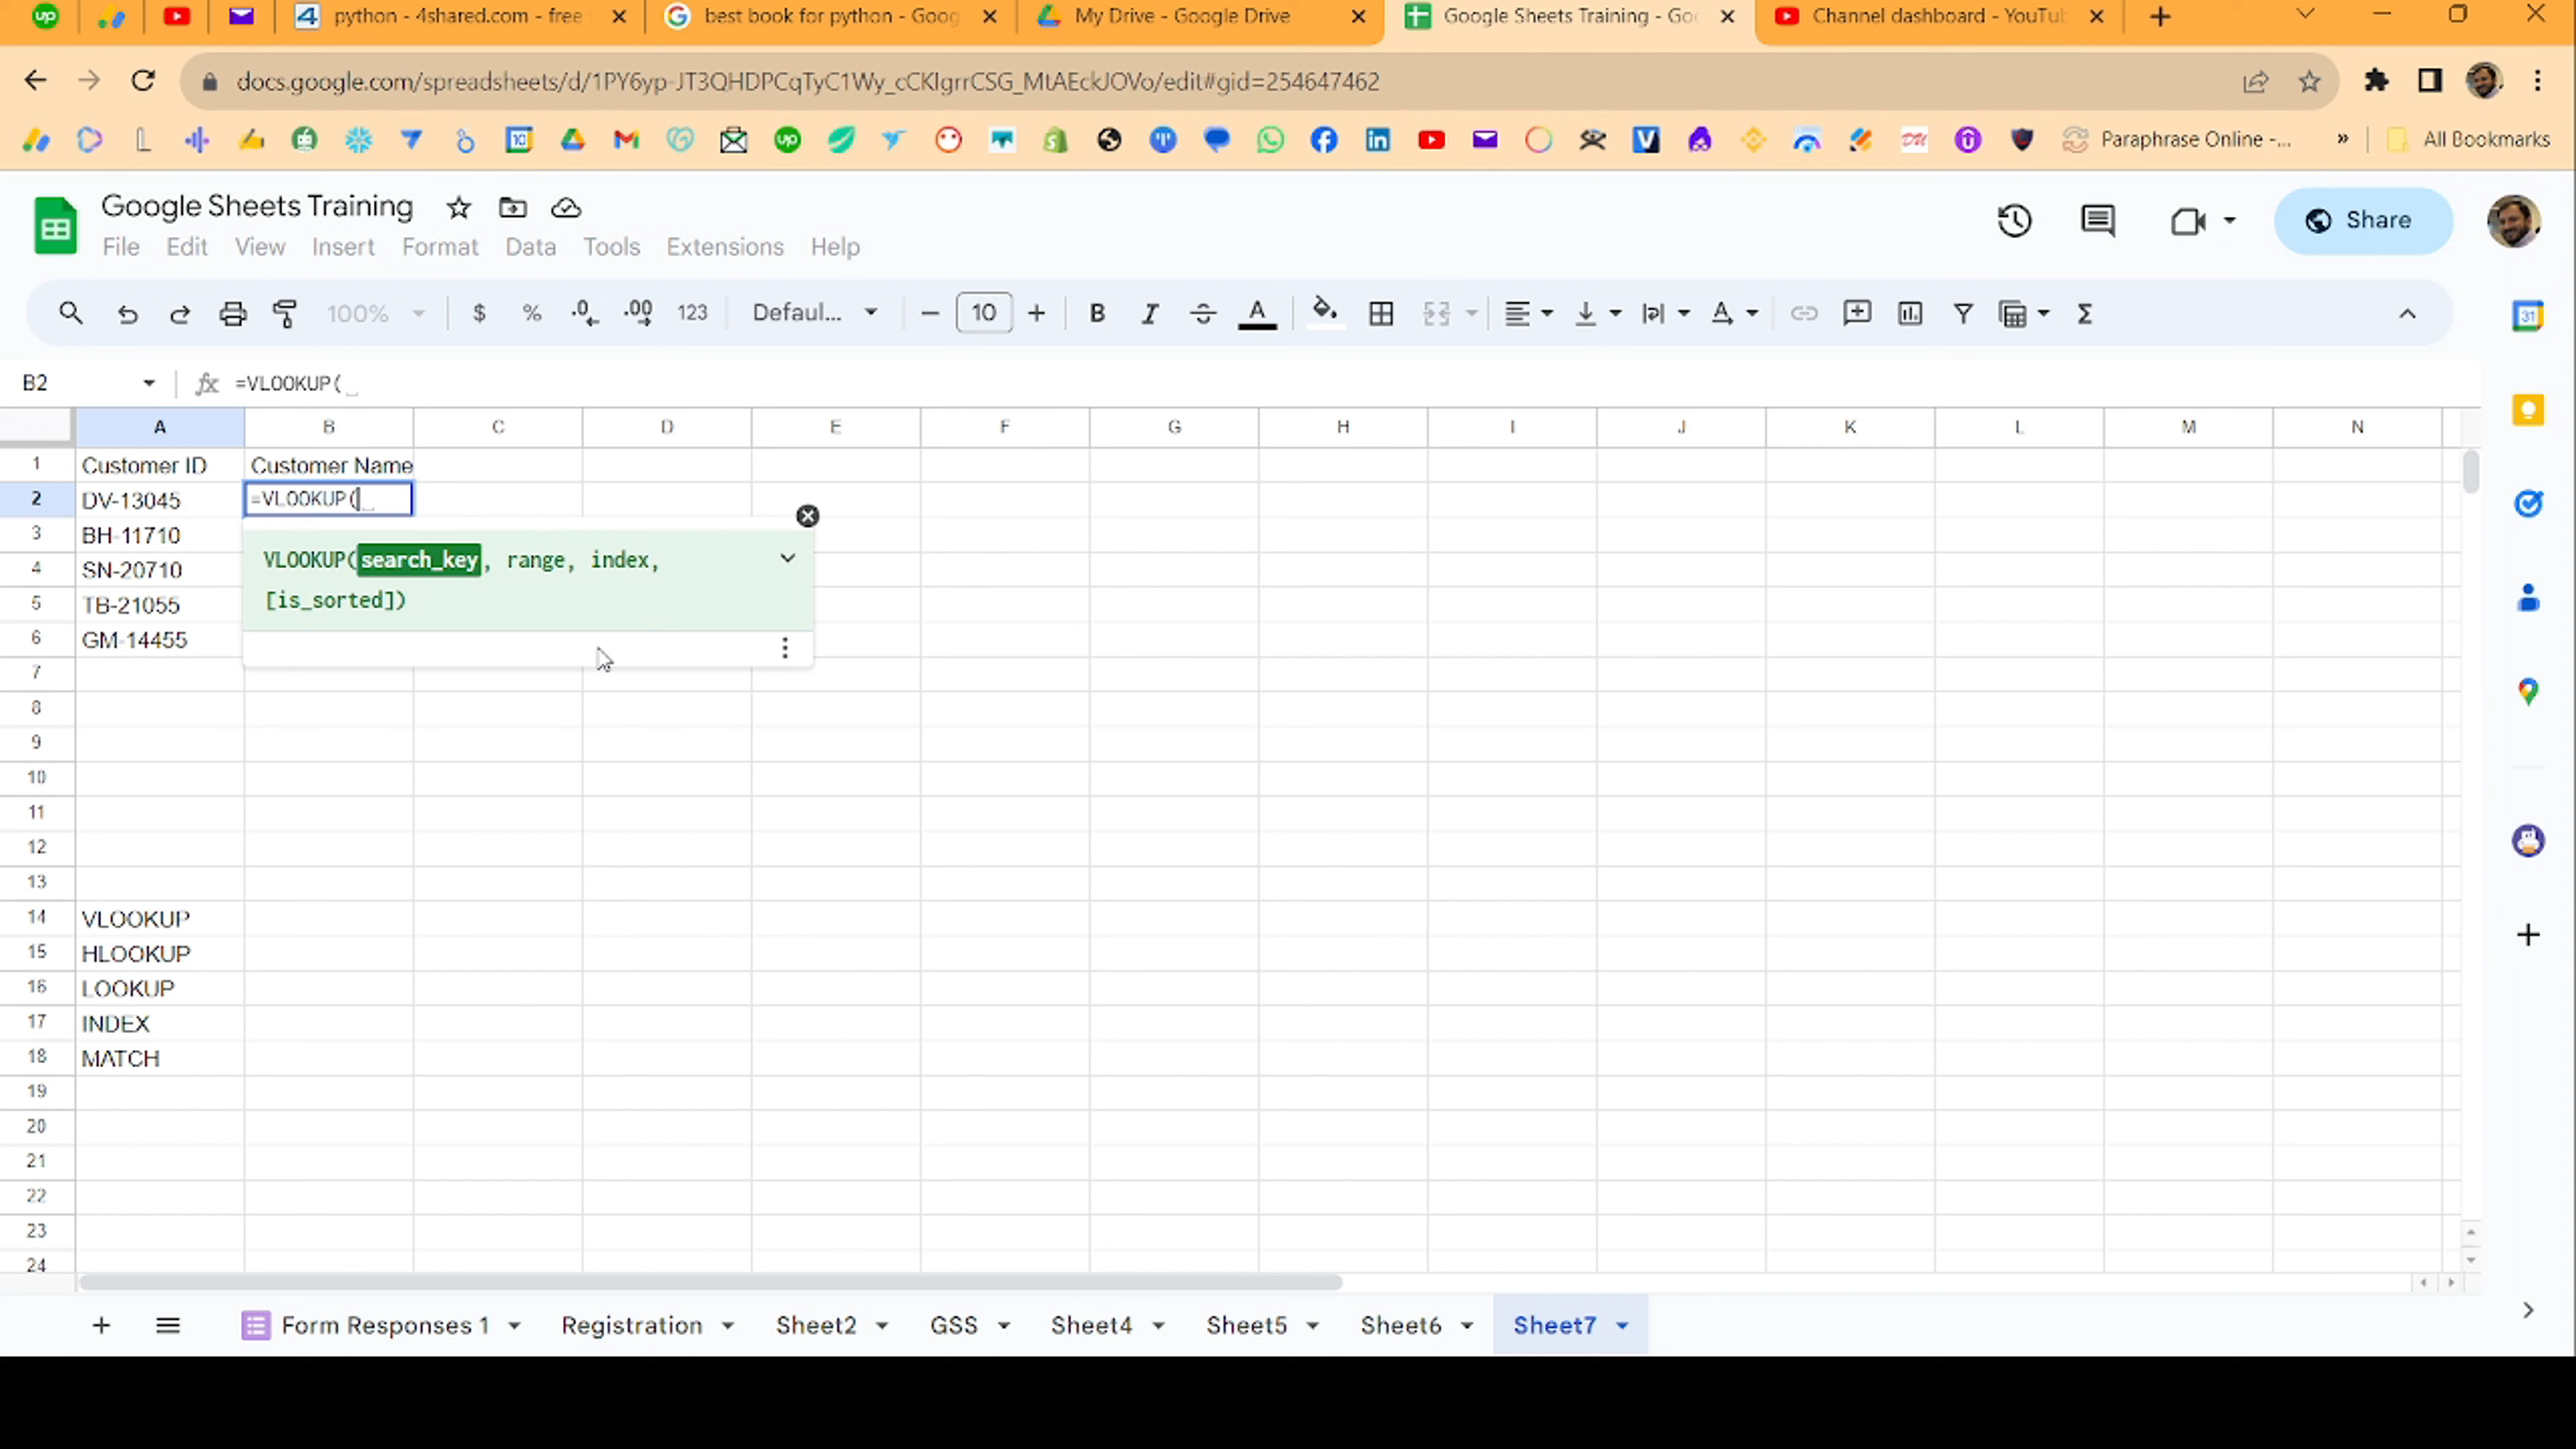 python - 4shared.com - free
best book for python - Goog
My Drive - Google Drive
Google Sheets Training - Goo
Channel dashboard - YouTub
docs.google.com/spreadsheets/d/1PY6yp-JT3QHDPCqTyC1Wy_cCKIgrrCSG_MtAEckJOVo/edit#gid=254647462
Paraphrase Online -...
»
All Bookmarks
Google Sheets Training
File Edit View Insert Format Data Tools Extensions Help
Share
100% $ % .0 .00 123 Defaul... − 10 + B I A Σ
B2 fx =VLOOKUP(
A B C D E F G H I J K L M N
1 Customer ID Customer Name
2 DV-13045 =VLOOKUP(
3 BH-11710
VLOOKUP(search_key, range, index,
4 SN-20710
[is_sorted])
5 TB-21055
6 GM-14455
7
8
9
10
11
12
13
14 VLOOKUP
15 HLOOKUP
16 LOOKUP
17 INDEX
18 MATCH
19
20
21
22
23
24
Form Responses 1 Registration Sheet2 GSS Sheet4 Sheet5 Sheet6 Sheet7